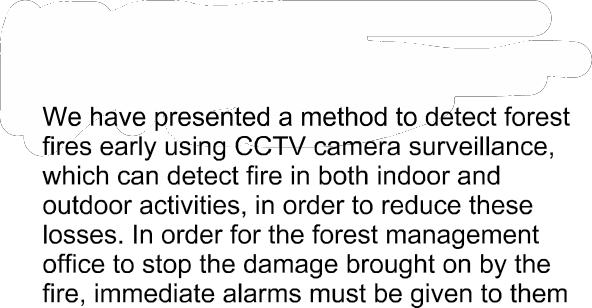 We have presented a method to detect forest
fires early using CCTV camera surveillance,
which can detect fire in both indoor and
outdoor activities, in order to reduce these
losses. In order for the forest management
office to stop the damage brought on by the
fire, immediate alarms must be given to them